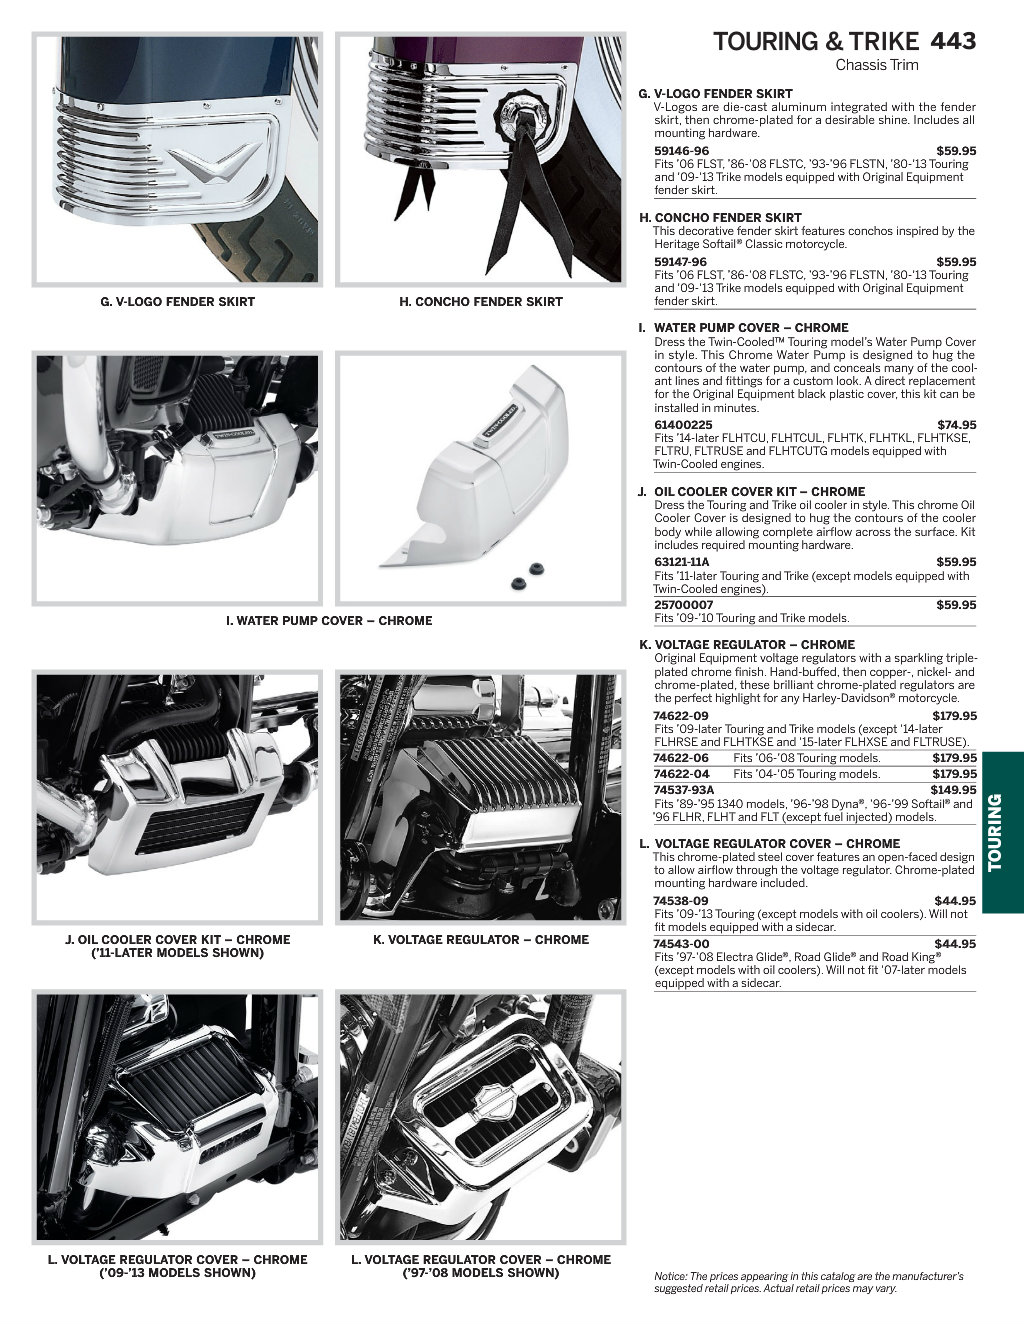 TOURING & TRIKE 443
Chassis Trim
G. V-LOGO FENDER SKIRT
V-Logos are die-cast aluminum integrated with the fender
skirt, then chrome-plated for a desirable shine. Includes all
mounting hardware.
59146-96 $59.95
Fits ’06 FLST, ’86-’08 FLSTC, ’93-’96 FLSTN, ’80-’13 Touring
and ’09-’13 Trike models equipped with Original Equipment
fender skirt.
H. CONCHO FENDER SKIRT
This decorative fender skirt features conchos inspired by the
Heritage Softail® Classic motorcycle.
59147-96 $59.95
Fits ’06 FLST, ’86-’08 FLSTC, ’93-’96 FLSTN, ’80-’13 Touring
and ’09-’13 Trike models equipped with Original Equipment
fender skirt.
I. WATER PUMP COVER – CHROME
Dress the Twin-Cooled™ Touring model’s Water Pump Cover
in style. This Chrome Water Pump is designed to hug the
contours of the water pump, and conceals many of the cool-
ant lines and fittings for a custom look. A direct replacement
for the Original Equipment black plastic cover, this kit can be
installed in minutes.
61400225 $74.95
Fits ’14-later FLHTCU, FLHTCUL, FLHTK, FLHTKL, FLHTKSE,
FLTRU, FLTRUSE and FLHTCUTG models equipped with
Twin-Cooled engines.
J. OIL COOLER COVER KIT – CHROME
Dress the Touring and Trike oil cooler in style. This chrome Oil
Cooler Cover is designed to hug the contours of the cooler
body while allowing complete airflow across the surface. Kit
includes required mounting hardware.
63121-11A $59.95
Fits ’11-later Touring and Trike (except models equipped with
Twin-Cooled engines).
25700007 $59.95
Fits ’09-’10 Touring and Trike models.
K. VOLTAGE REGULATOR – CHROME
Original Equipment voltage regulators with a sparkling triple-
plated chrome finish. Hand-buffed, then copper-, nickel- and
chrome-plated, these brilliant chrome-plated regulators are
the perfect highlight for any Harley-Davidson® motorcycle.
74622-09 $179.95
Fits ’09-later Touring and Trike models (except ’14-later
FLHRSE and FLHTKSE and ’15-later FLHXSE and FLTRUSE).
74622-06 Fits ’06-’08 Touring models. $179.95
74622-04 Fits ’04-’05 Touring models. $179.95
74537-93A $149.95
Fits ’89-’95 1340 models, ’96-’98 Dyna®, ’96-’99 Softail® and
’96 FLHR, FLHT and FLT (except fuel injected) models.
L. VOLTAGE REGULATOR COVER – CHROME
This chrome-plated steel cover features an open-faced design
to allow airflow through the voltage regulator. Chrome-plated
mounting hardware included.
74538-09 $44.95
Fits ’09-’13 Touring (except models with oil coolers). Will not
fit models equipped with a sidecar.
74543-00 $44.95
Fits ’97-’08 Electra Glide®, Road Glide® and Road King®
(except models with oil coolers). Will not fit ’07-later models
equipped with a sidecar.
G. V-LOGO FENDER SKIRT
H. CONCHO FENDER SKIRT
TWIN-COOLED
TWIN-COOLED
I. WATER PUMP COVER – CHROME
J. OIL COOLER COVER KIT – CHROME
(’11-LATER MODELS SHOWN)
K. VOLTAGE REGULATOR – CHROME
L. VOLTAGE REGULATOR COVER – CHROME
(’09-’13 MODELS SHOWN)
L. VOLTAGE REGULATOR COVER – CHROME
(’97-’08 MODELS SHOWN)
TOURING
Notice: The prices appearing in this catalog are the manufacturer’s
suggested retail prices. Actual retail prices may vary.